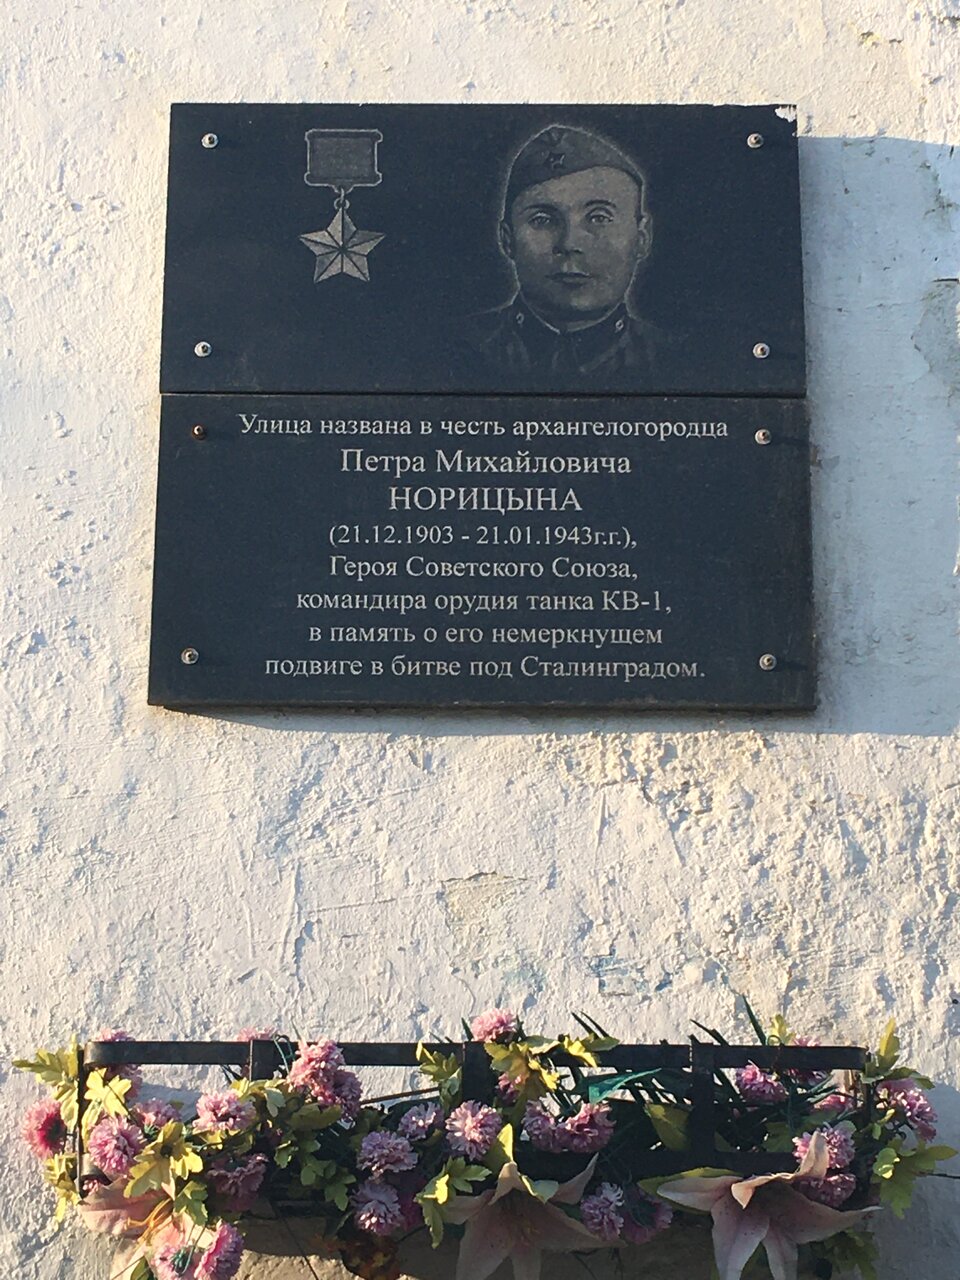 Улица названа в честь архангелогородца
Петра Михайловича
НОРИЦЫНА
(21.12.1903 - 21.01.1943г.г.),
Героя Советского Союза,
командира орудия танка КВ-1,
в память о его немеркнущем
подвиге в битве под Сталинградом.